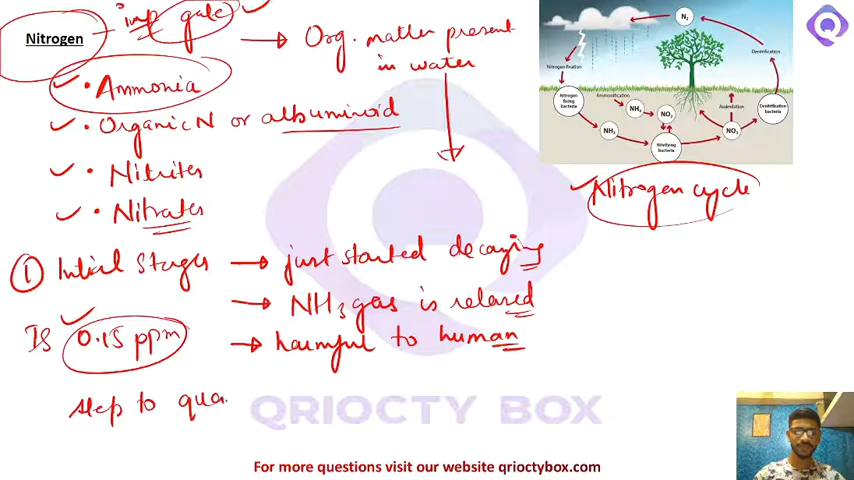 imp gate
Nitrogen
Org. matter present
in water
• Ammonia
• Organic N or albuminoid
• Nitrites
• Nitrates
① Initial Stages → just started decaying
→ NH3 gas is relased
IS 0.15 ppm → harmful to human
step to qua
N2
Denitrification
Nitrogen fixation
Nitrogen
fixing
bacteria
Ammonification
NH4
NO2
NH3
Nitrifying
bacteria
Assimilation
NO3
Denitrification
bacteria
Nitrogen cycle
QRIOCTY BOX
For more questions visit our website qrioctybox.com